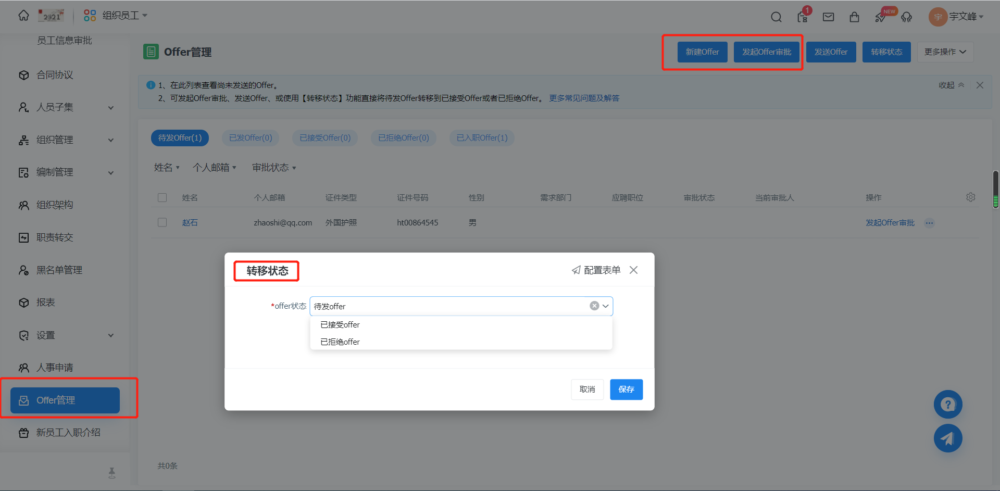 2021
组织员工
1
NEW
宇
宇文峰
员工信息审批
合同协议
人员子集
组织管理
编制管理
组织架构
职责转交
黑名单管理
报表
设置
人事申请
Offer管理
新员工入职介绍
Offer管理
新建Offer
发起Offer审批
发送Offer
转移状态
更多操作
1、在此列表查看尚未发送的Offer。
收起
2、可发起Offer审批、发送Offer、或使用【转移状态】功能直接将待发Offer转移到已接受Offer或者已拒绝Offer。 更多常见问题及解答
待发Offer(1)
已发Offer(0)
已接受Offer(0)
已拒绝Offer(0)
已入职Offer(1)
姓名
个人邮箱
审批状态
姓名 个人邮箱 证件类型 证件号码 性别 需求部门 应聘职位 审批状态 当前审批人 操作
赵石 zhaoshi@qq.com 外国护照 ht00864545 男 发起Offer审批 ···
转移状态
配置表单
*offer状态
待发offer
已接受offer
已拒绝offer
取消
保存
共0条